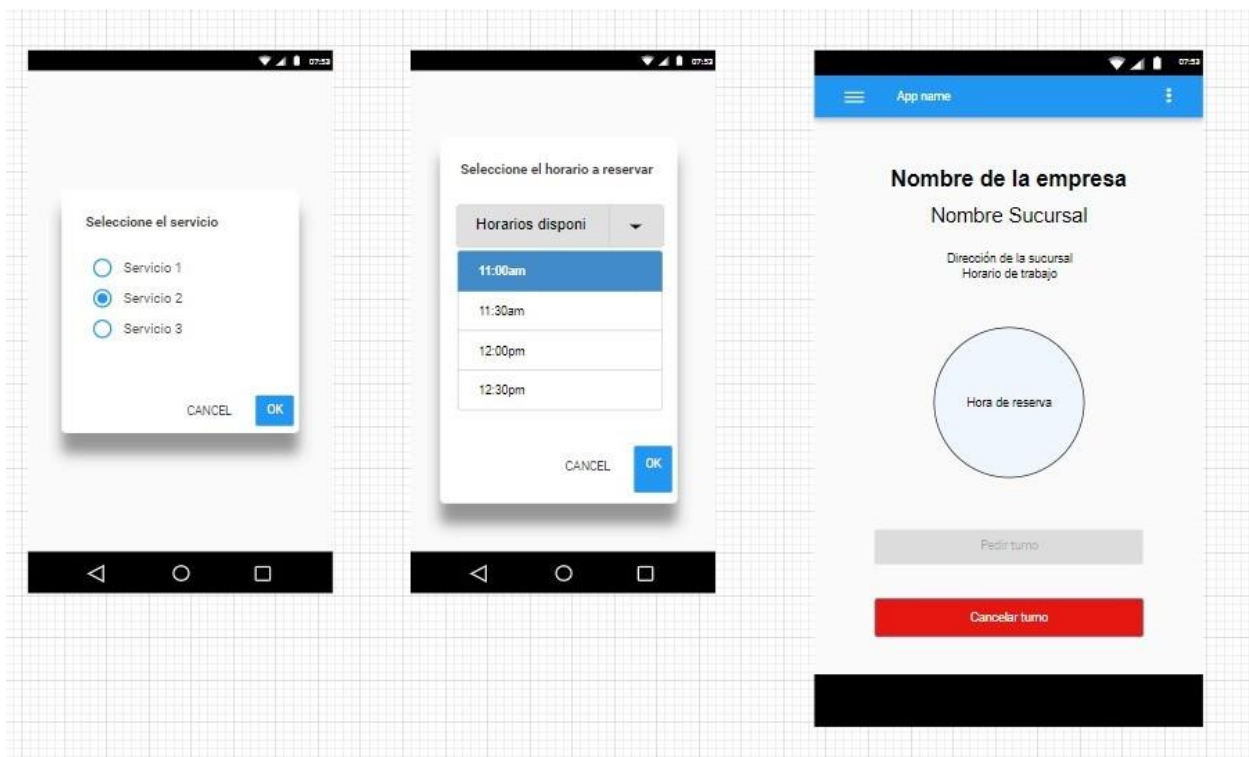 07:53
Seleccione el servicio
Servicio 1
Servicio 2
Servicio 3
CANCEL
OK
07:53
Seleccione el horario a reservar
Horarios disponi
11:00am
11:30am
12:00pm
12:30pm
CANCEL
OK
07:53
App name
Nombre de la empresa
Nombre Sucursal
Dirección de la sucursal
Horario de trabajo
Hora de reserva
Pedir turno
Cancelar turno